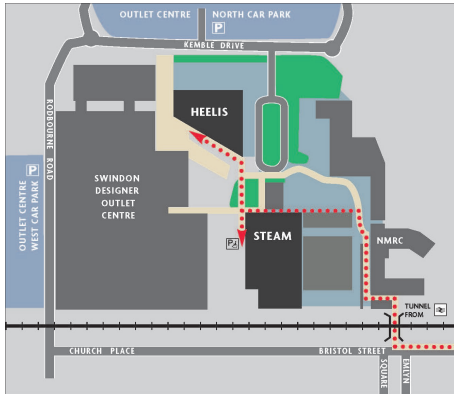 OUTLET CENTRE
NORTH CAR PARK
P
KEMBLE DRIVE
HEELIS
RODBOURNE ROAD
P
OUTLET CENTRE
WEST CAR PARK
SWINDON
DESIGNER
OUTLET
CENTRE
STEAM
P
NMRC
TUNNEL
FROM
CHURCH PLACE
BRISTOL STREET
EMLYN
SQUARE